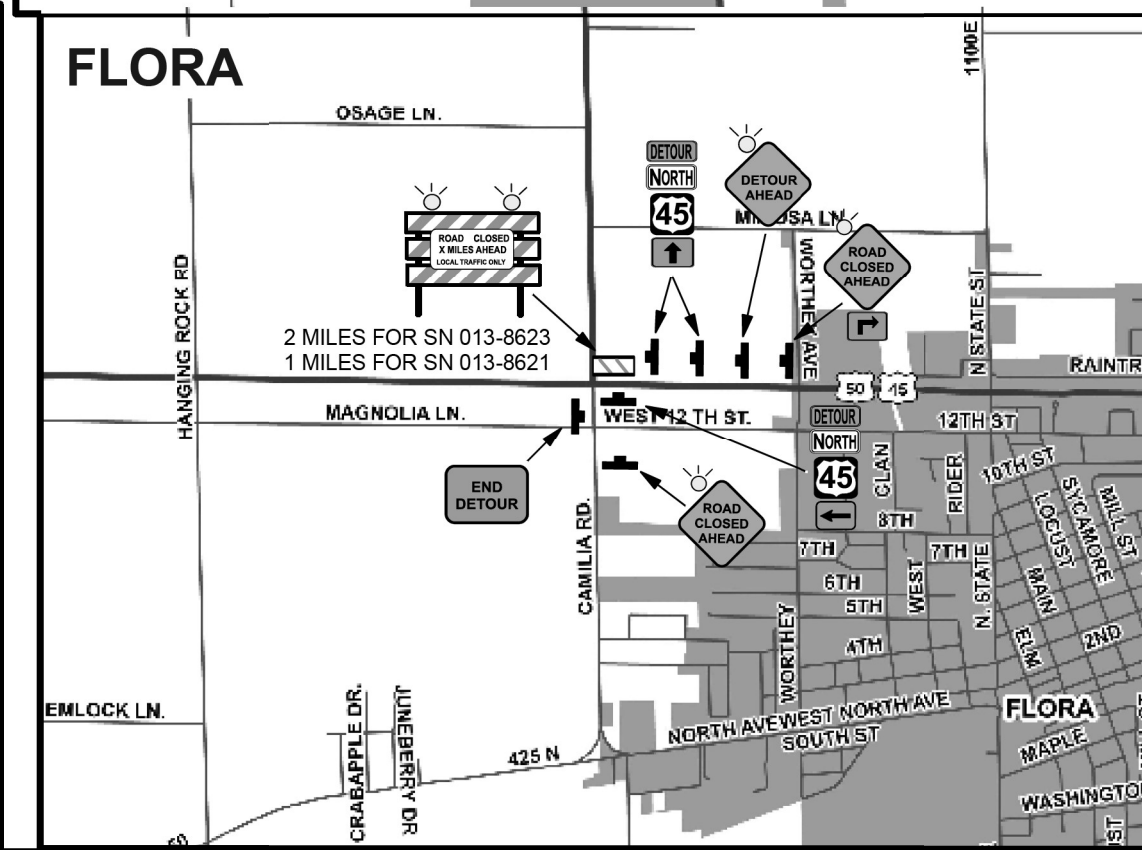 FLORA
1100E
OSAGE LN.
DETOUR
NORTH
45
DETOUR
AHEAD
MIMOSA LN.
ROAD CLOSED
X MILES AHEAD
LOCAL TRAFFIC ONLY
ROAD
CLOSED
AHEAD
HANGING ROCK RD
WORTHEY AVE
N STATE ST
2 MILES FOR SN 013-8623
1 MILES FOR SN 013-8621
RAINTR
50
45
MAGNOLIA LN.
WEST 12 TH ST.
12TH ST
DETOUR
NORTH
45
CLAN
RIDER
10TH ST
SYCAMORE
MILL ST
LOCUST
END
DETOUR
ROAD
CLOSED
AHEAD
8TH
CAMILIA RD.
7TH
7TH
6TH
WEST
N. STATE
MAIN
5TH
WORTHEY
4TH
ELM
2ND
EMLOCK LN.
CRABAPPLE DR.
JUNEBERRY DR
NORTH AVE
WEST NORTH AVE
SOUTH ST
FLORA
425 N
MAPLE
WASHINGTO